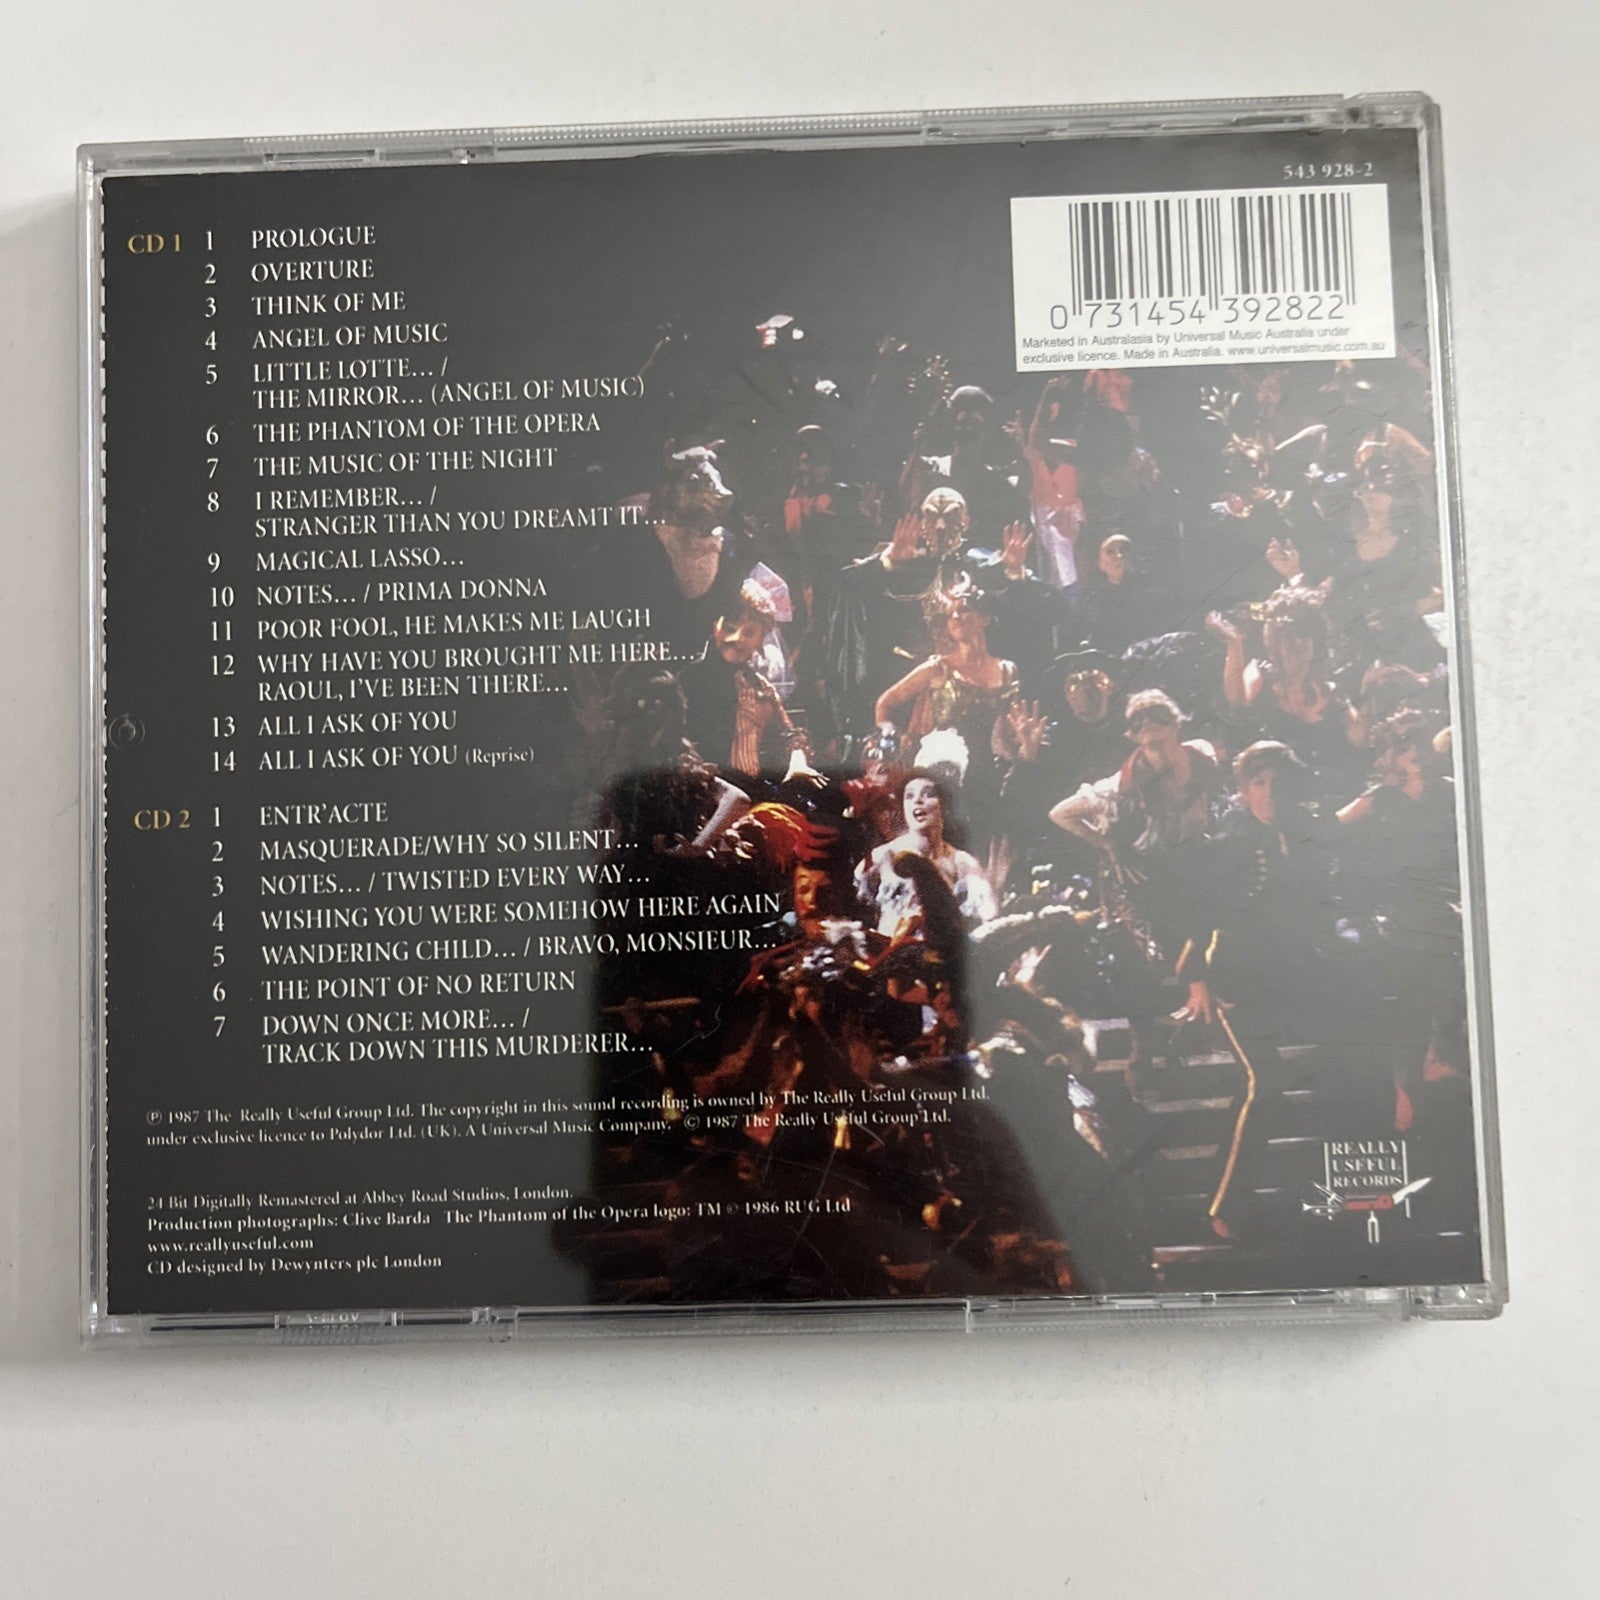 543 928-2
0 731454 392822
Marketed in Australasia by Universal Music Australia under
exclusive licence. Made in Australia. www.universalmusic.com.au
CD 1 1 PROLOGUE
2 OVERTURE
3 THINK OF ME
4 ANGEL OF MUSIC
5 LITTLE LOTTE... /
THE MIRROR... (ANGEL OF MUSIC)
6 THE PHANTOM OF THE OPERA
7 THE MUSIC OF THE NIGHT
8 I REMEMBER... /
STRANGER THAN YOU DREAMT IT...
9 MAGICAL LASSO...
10 NOTES... / PRIMA DONNA
11 POOR FOOL, HE MAKES ME LAUGH
12 WHY HAVE YOU BROUGHT ME HERE... /
RAOUL, I'VE BEEN THERE...
13 ALL I ASK OF YOU
14 ALL I ASK OF YOU (Reprise)
CD 2 1 ENTR'ACTE
2 MASQUERADE/WHY SO SILENT...
3 NOTES... / TWISTED EVERY WAY...
4 WISHING YOU WERE SOMEHOW HERE AGAIN
5 WANDERING CHILD... / BRAVO, MONSIEUR...
6 THE POINT OF NO RETURN
7 DOWN ONCE MORE... /
TRACK DOWN THIS MURDERER...
℗ 1987 The Really Useful Group Ltd. The copyright in this sound recording is owned by The Really Useful Group Ltd.
under exclusive licence to Polydor Ltd. (UK). A Universal Music Company. © 1987 The Really Useful Group Ltd.
24 Bit Digitally Remastered at Abbey Road Studios, London.
Production photographs: Clive Barda The Phantom of the Opera logo: TM © 1986 RUG Ltd
www.reallyuseful.com
CD designed by Dewynters plc London
REALLY
USEFUL
RECORDS